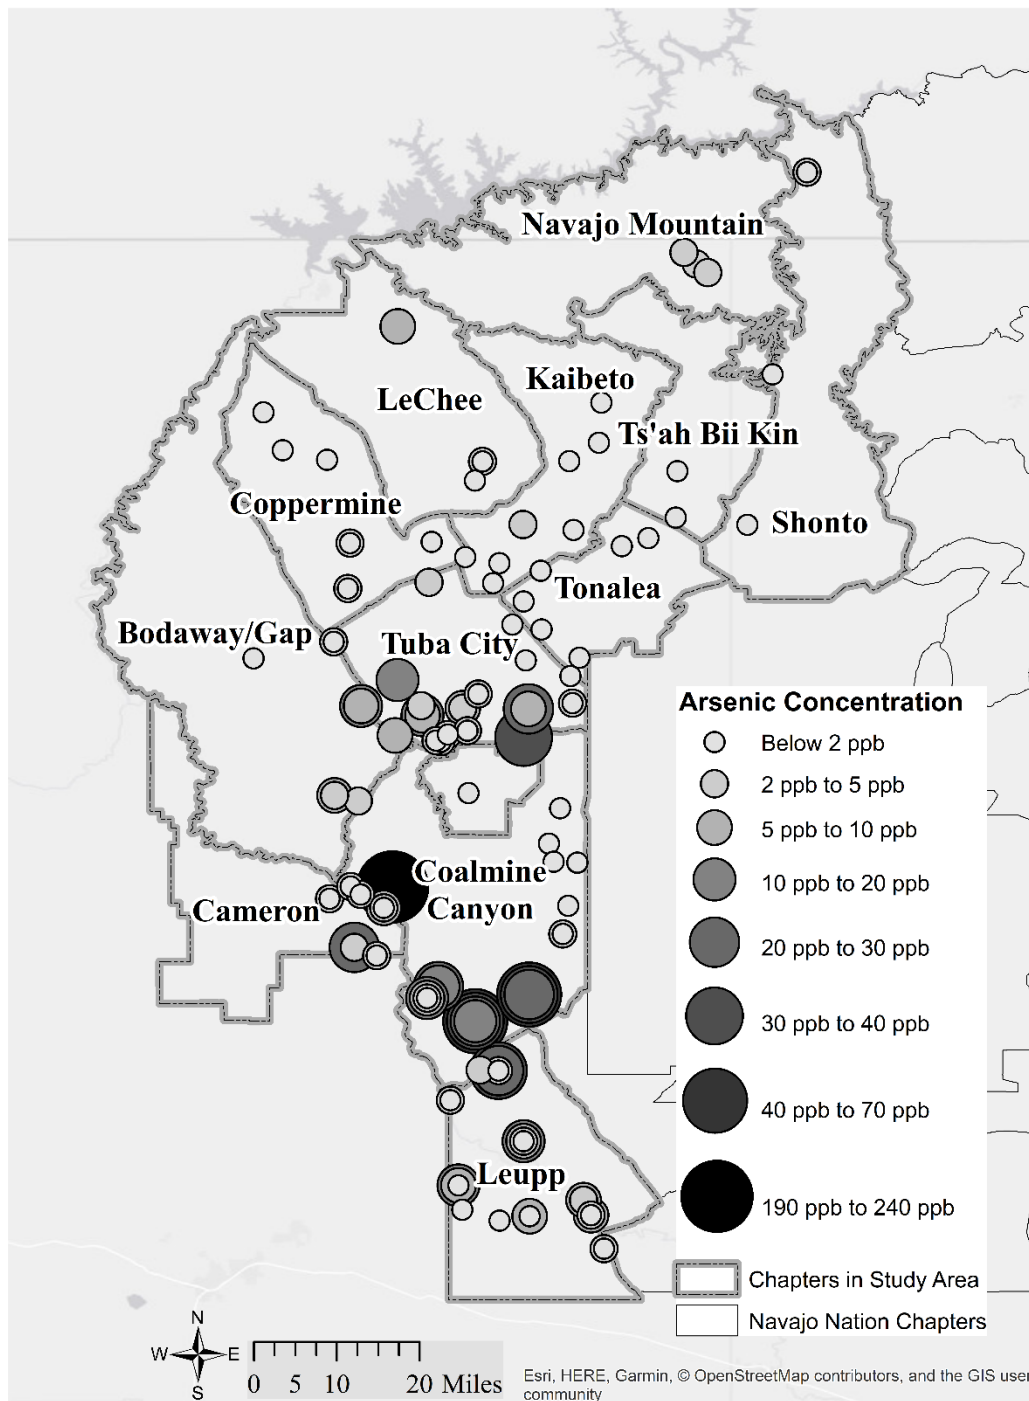 Navajo Mountain
Kaibeto
LeChee
Ts'ah Bii Kin
Coppermine
Shonto
Tonalea
Bodaway/Gap
Tuba City
Coalmine
Canyon
Cameron
Leupp
Arsenic Concentration
Below 2 ppb
2 ppb to 5 ppb
5 ppb to 10 ppb
10 ppb to 20 ppb
20 ppb to 30 ppb
30 ppb to 40 ppb
40 ppb to 70 ppb
190 ppb to 240 ppb
Chapters in Study Area
Navajo Nation Chapters
N
W E
S
0 5 10 20 Miles
Esri, HERE, Garmin, © OpenStreetMap contributors, and the GIS user
community